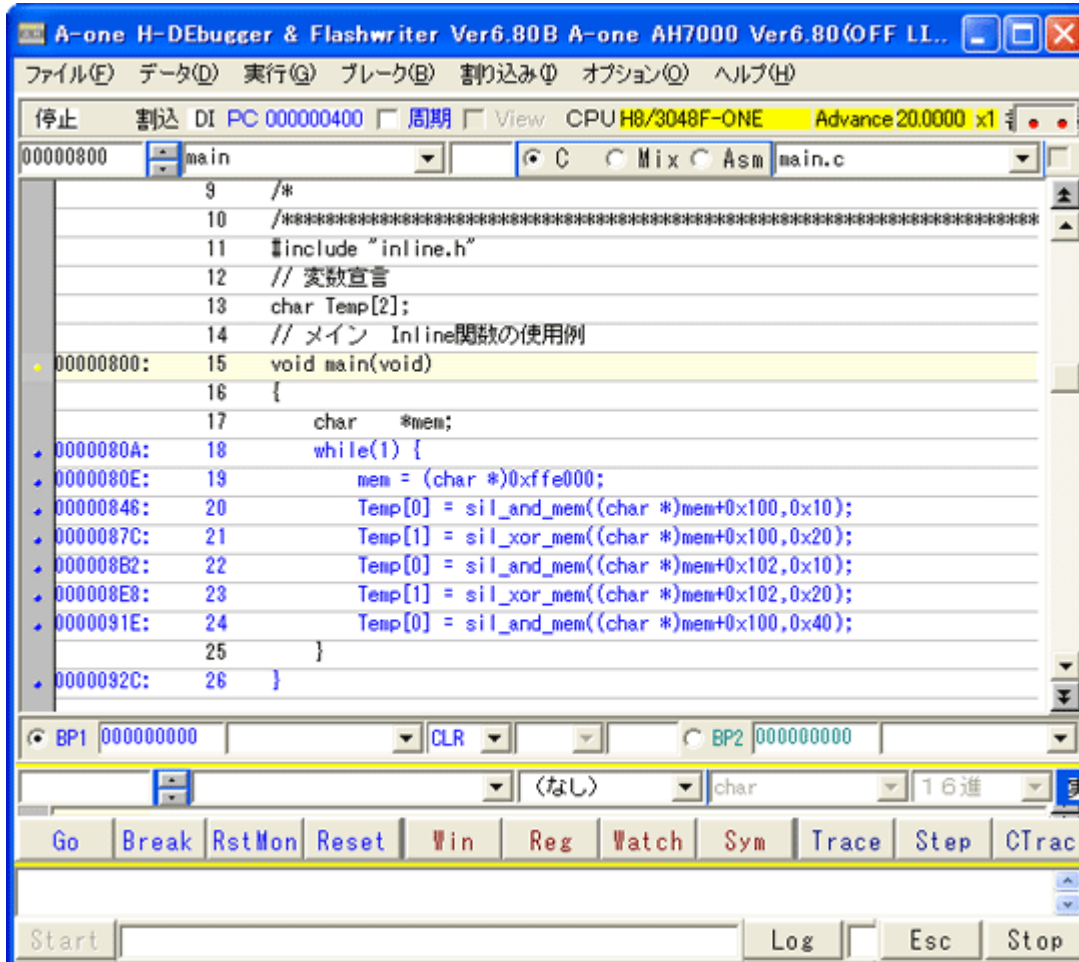 A-one H-DEbugger & Flashwriter Ver6.80B A-one AH7000 Ver6.80(OFF LI..
ファイル(F) データ(D) 実行(G) ブレーク(B) 割り込み(I) オプション(O) ヘルプ(H)
停止 割込 DI PC 000000400 周期 View CPU H8/3048F-ONE Advance 20.0000 x1
00000800 main C Mix Asm main.c
9 /*
10 /**********************************************************************
11 #include "inline.h"
12 // 変数宣言
13 char Temp[2];
14 // メイン Inline関数の使用例
00000800: 15 void main(void)
16 {
17 char *mem;
0000080A: 18 while(1) {
0000080E: 19 mem = (char *)0xffe000;
00000846: 20 Temp[0] = sil_and_mem((char *)mem+0x100,0x10);
0000087C: 21 Temp[1] = sil_xor_mem((char *)mem+0x100,0x20);
000008B2: 22 Temp[0] = sil_and_mem((char *)mem+0x102,0x10);
000008E8: 23 Temp[1] = sil_xor_mem((char *)mem+0x102,0x20);
0000091E: 24 Temp[0] = sil_and_mem((char *)mem+0x100,0x40);
25 }
0000092C: 26 }
BP1 000000000 CLR BP2 000000000
(なし) char 16進
Go Break RstMon Reset Win Reg Watch Sym Trace Step CTrac
Start Log Esc Stop